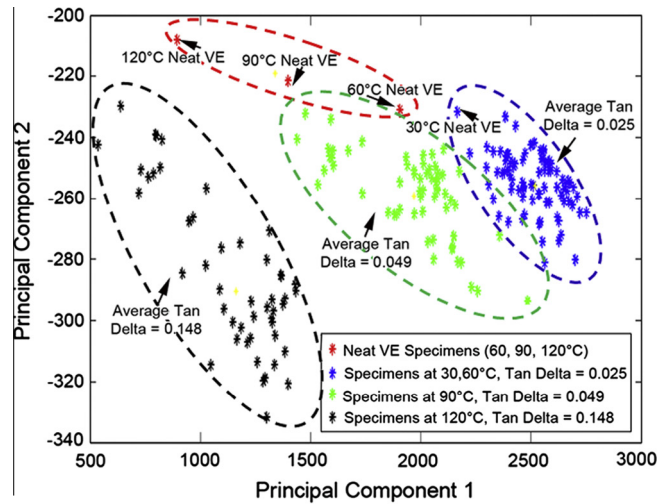 -200
-220
-240
-260
-280
-300
-320
-340
500
1000
1500
2000
2500
3000
Principal Component 2
Principal Component 1
120°C Neat VE
90°C Neat VE
60°C Neat VE
30°C Neat VE
Average Tan
Delta = 0.025
Average Tan
Delta = 0.049
Average Tan
Delta = 0.148
Neat VE Specimens (60, 90, 120°C)
Specimens at 30,60°C, Tan Delta = 0.025
Specimens at 90°C, Tan Delta = 0.049
Specimens at 120°C, Tan Delta = 0.148